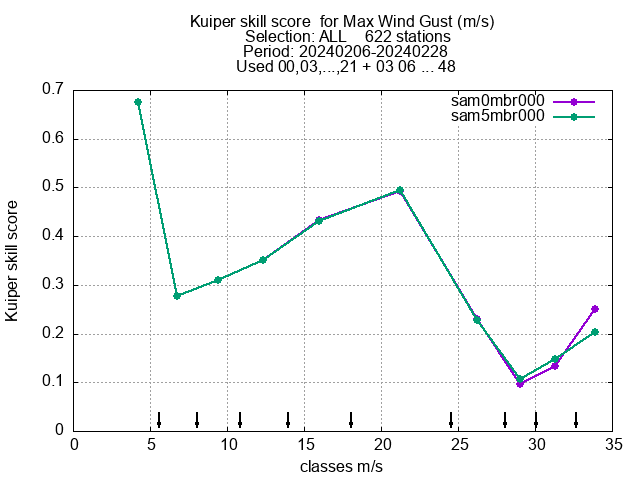 Kuiper skill score  for Max Wind Gust (m/s)
Selection: ALL    622 stations
Period: 20240206-20240228
Used 00,03,...,21 + 03 06 ... 48
sam0mbr000
sam5mbr000
0.7
0.6
0.5
0.4
0.3
0.2
0.1
0
Kuiper skill score
0 5 10 15 20 25 30 35
classes m/s